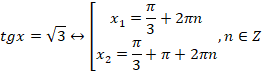 tgx = √3 ↔ [ x₁ = π/3 + 2πn
x₂ = π/3 + π + 2πn , n ∈ Z